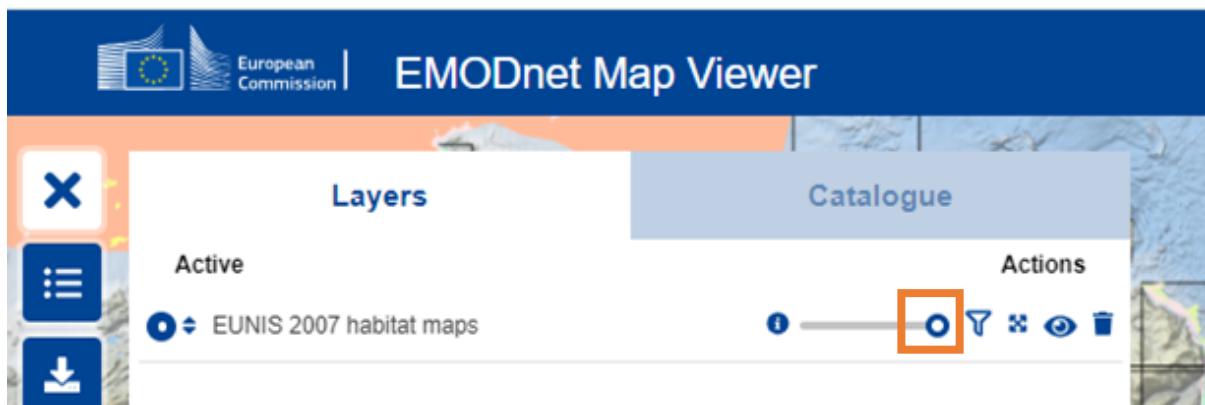 European
Commission
EMODnet Map Viewer
Layers
Catalogue
Active
Actions
EUNIS 2007 habitat maps